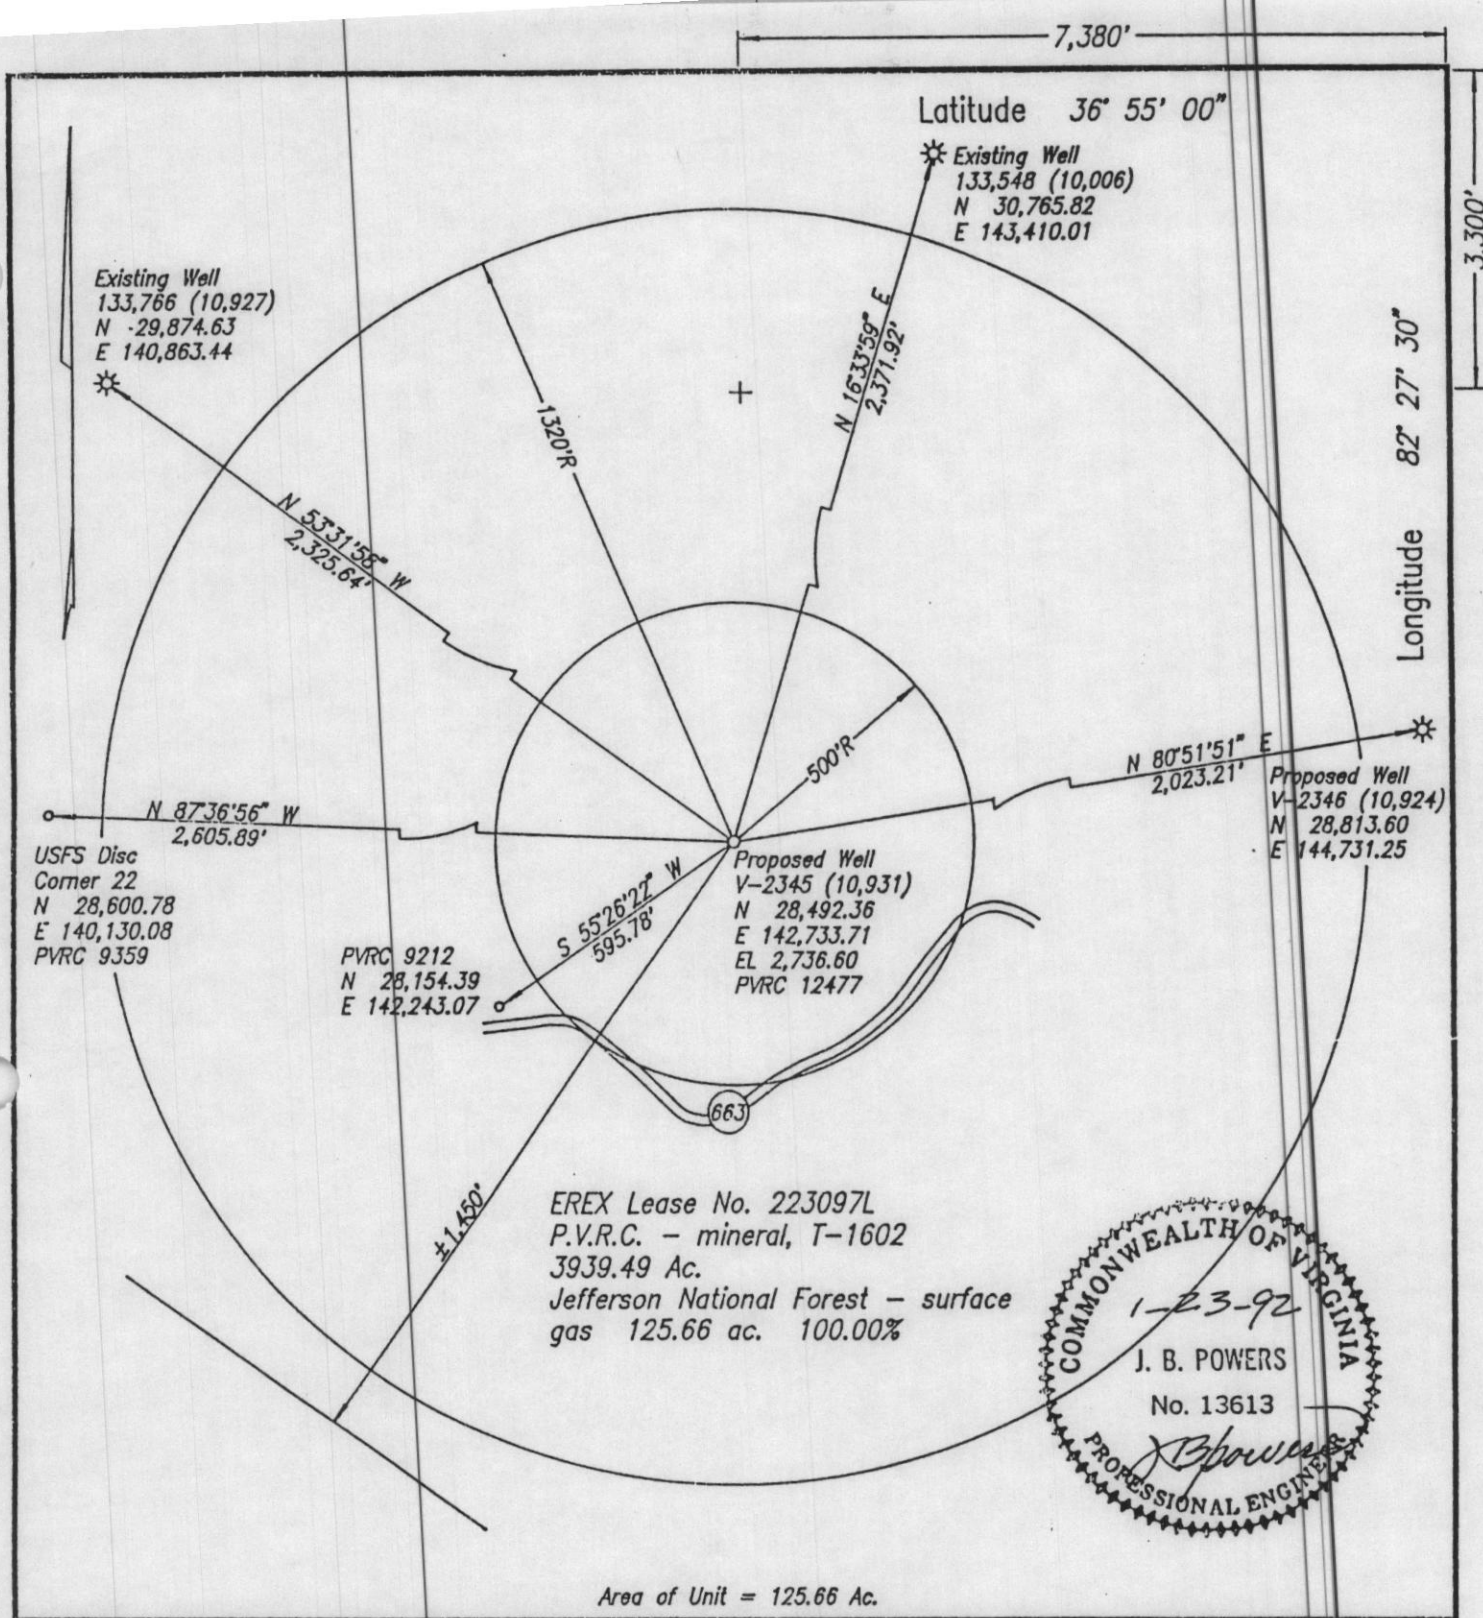 7,380'
3,300'
Latitude 36° 55' 00"
Existing Well
133,548 (10,006)
N 30,765.82
E 143,410.01
Existing Well
133,766 (10,927)
N -29,874.63
E 140,863.44
Longitude 82° 27' 30"
1320'R
N 16°33'59" E
2,371.92'
N 53°31'58" W
2,325.64'
500'R
N 80°51'51" E
2,023.21'
Proposed Well
V-2346 (10,924)
N 28,813.60
E 144,731.25
N 87°36'56" W
2,605.89'
USFS Disc
Corner 22
N 28,600.78
E 140,130.08
PVRC 9359
Proposed Well
V-2345 (10,931)
N 28,492.36
E 142,733.71
EL 2,736.60
PVRC 12477
S 55°26'22" W
595.78'
PVRC 9212
N 28,154.39
E 142,243.07
663
±1,450'
EREX Lease No. 223097L
P.V.R.C. - mineral, T-1602
3939.49 Ac.
Jefferson National Forest - surface
gas 125.66 ac. 100.00%
COMMONWEALTH OF VIRGINIA
1-23-92
J. B. POWERS
No. 13613
JBPowers
PROFESSIONAL ENGINEER
Area of Unit = 125.66 Ac.